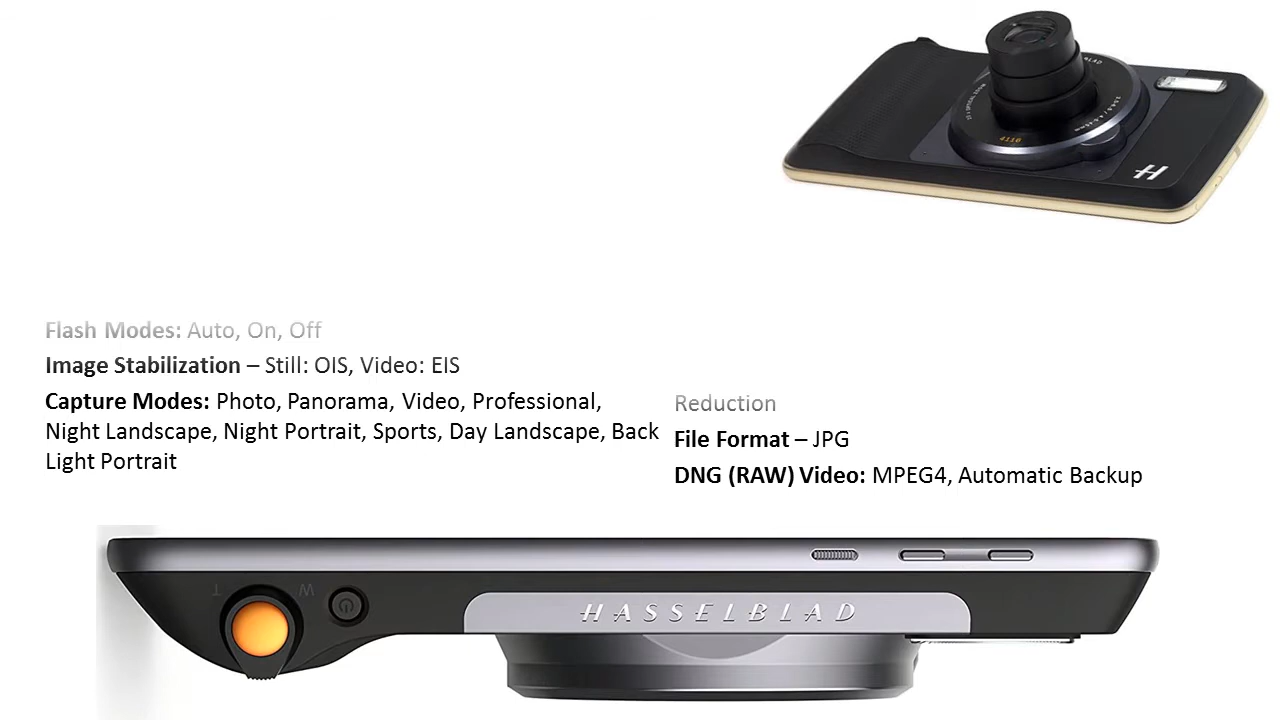 4116
H
Flash Modes: Auto, On, Off
Image Stabilization – Still: OIS, Video: EIS
Capture Modes: Photo, Panorama, Video, Professional,
Night Landscape, Night Portrait, Sports, Day Landscape, Back
Light Portrait
Reduction
File Format – JPG
DNG (RAW) Video: MPEG4, Automatic Backup
T
W
HASSELBLAD